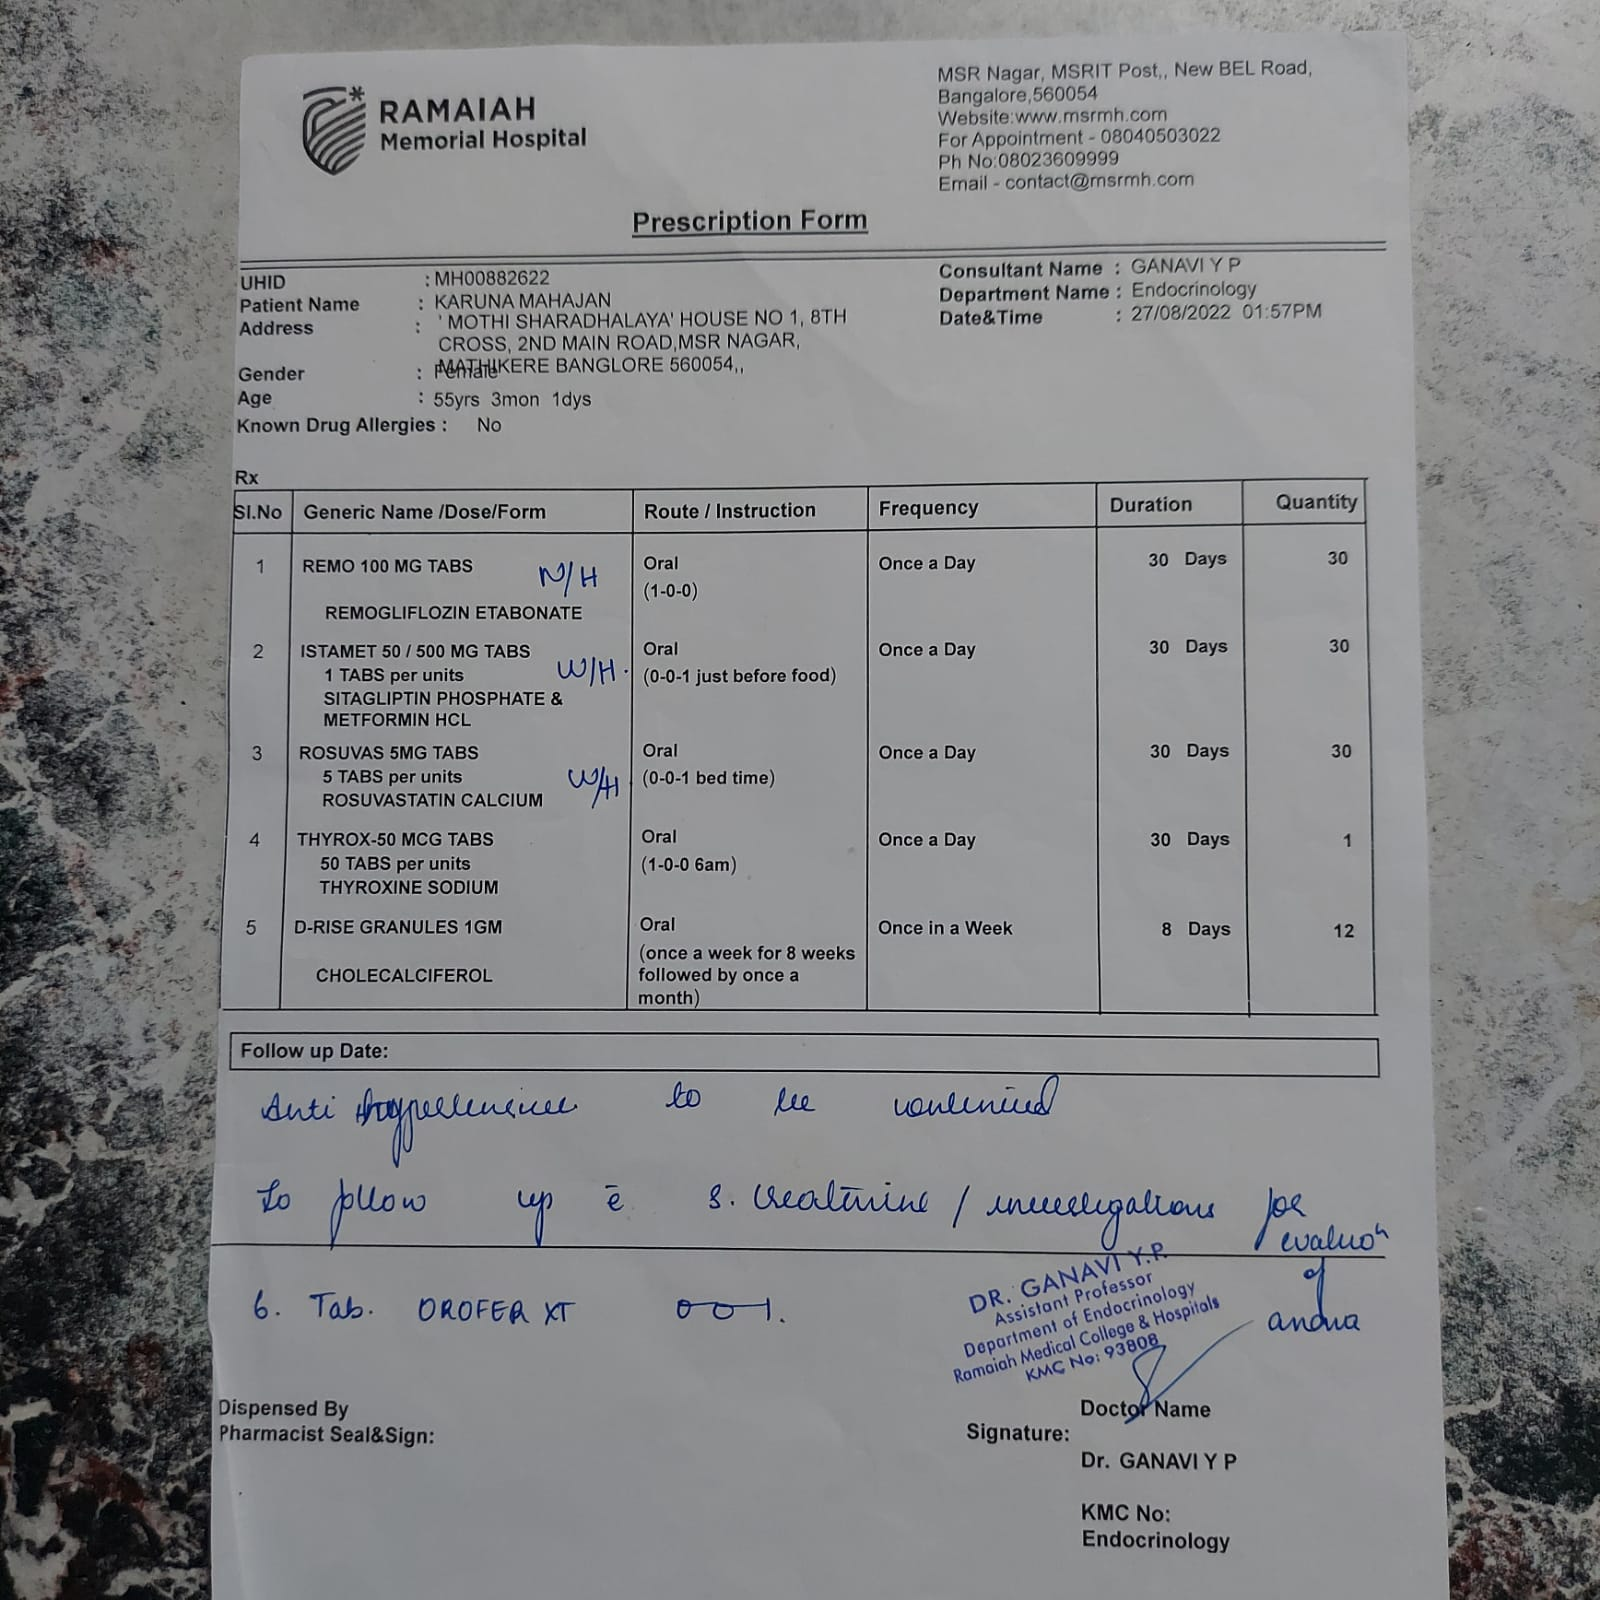 RAMAIAH
Memorial Hospital
MSR Nagar, MSRIT Post,, New BEL Road,
Bangalore,560054
Website:www.msrmh.com
For Appointment - 08040503022
Ph No:08023609999
Email - contact@msrmh.com
Prescription Form
UHID : MH00882622
Patient Name : KARUNA MAHAJAN
Address : ' MOTHI SHARADHALAYA' HOUSE NO 1, 8TH
CROSS, 2ND MAIN ROAD,MSR NAGAR,
MATHIKERE BANGLORE 560054,,
Gender : Female
Age : 55yrs 3mon 1dys
Known Drug Allergies : No
Consultant Name : GANAVI Y P
Department Name : Endocrinology
Date&Time : 27/08/2022 01:57PM
Rx
Sl.No Generic Name /Dose/Form Route / Instruction Frequency Duration Quantity
1 REMO 100 MG TABS N/H Oral Once a Day 30 Days 30
(1-0-0)
REMOGLIFLOZIN ETABONATE
2 ISTAMET 50 / 500 MG TABS Oral Once a Day 30 Days 30
1 TABS per units W/H. (0-0-1 just before food)
SITAGLIPTIN PHOSPHATE &
METFORMIN HCL
3 ROSUVAS 5MG TABS Oral Once a Day 30 Days 30
5 TABS per units W/H (0-0-1 bed time)
ROSUVASTATIN CALCIUM
4 THYROX-50 MCG TABS Oral Once a Day 30 Days 1
50 TABS per units (1-0-0 6am)
THYROXINE SODIUM
5 D-RISE GRANULES 1GM Oral Once in a Week 8 Days 12
(once a week for 8 weeks
CHOLECALCIFEROL followed by once a
month)
Follow up Date:
Anti to be continued
To follow up c̄ S. creatinine / investigations for
evaluoⁿ
of
6. Tab. OROFER XT 0-0-1.
DR. GANAVI Y.P.
Assistant Professor
Department of Endocrinology
Ramaiah Medical College & Hospitals
KMC No: 93808
Dispensed By
Pharmacist Seal&Sign:
Doctor Name
Signature:
Dr. GANAVI Y P
KMC No:
Endocrinology